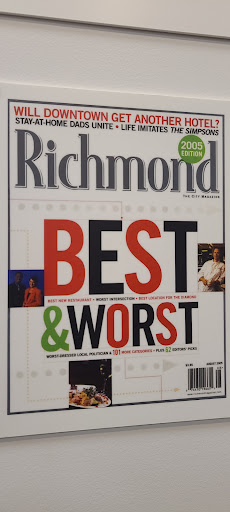 WILL DOWNTOWN GET ANOTHER HOTEL?
STAY-AT-HOME DADS UNITE • LIFE IMITATES THE SIMPSONS
2005
EDITION
Richmond
THE CITY MAGAZINE
BEST
BEST NEW RESTAURANT • WORST INTERSECTION • BEST LOCATION FOR THE DIAMOND
&WORST
WORST-DRESSED LOCAL POLITICIAN & 101 MORE CATEGORIES • PLUS 52 EDITORS' PICKS
AUGUST 2005